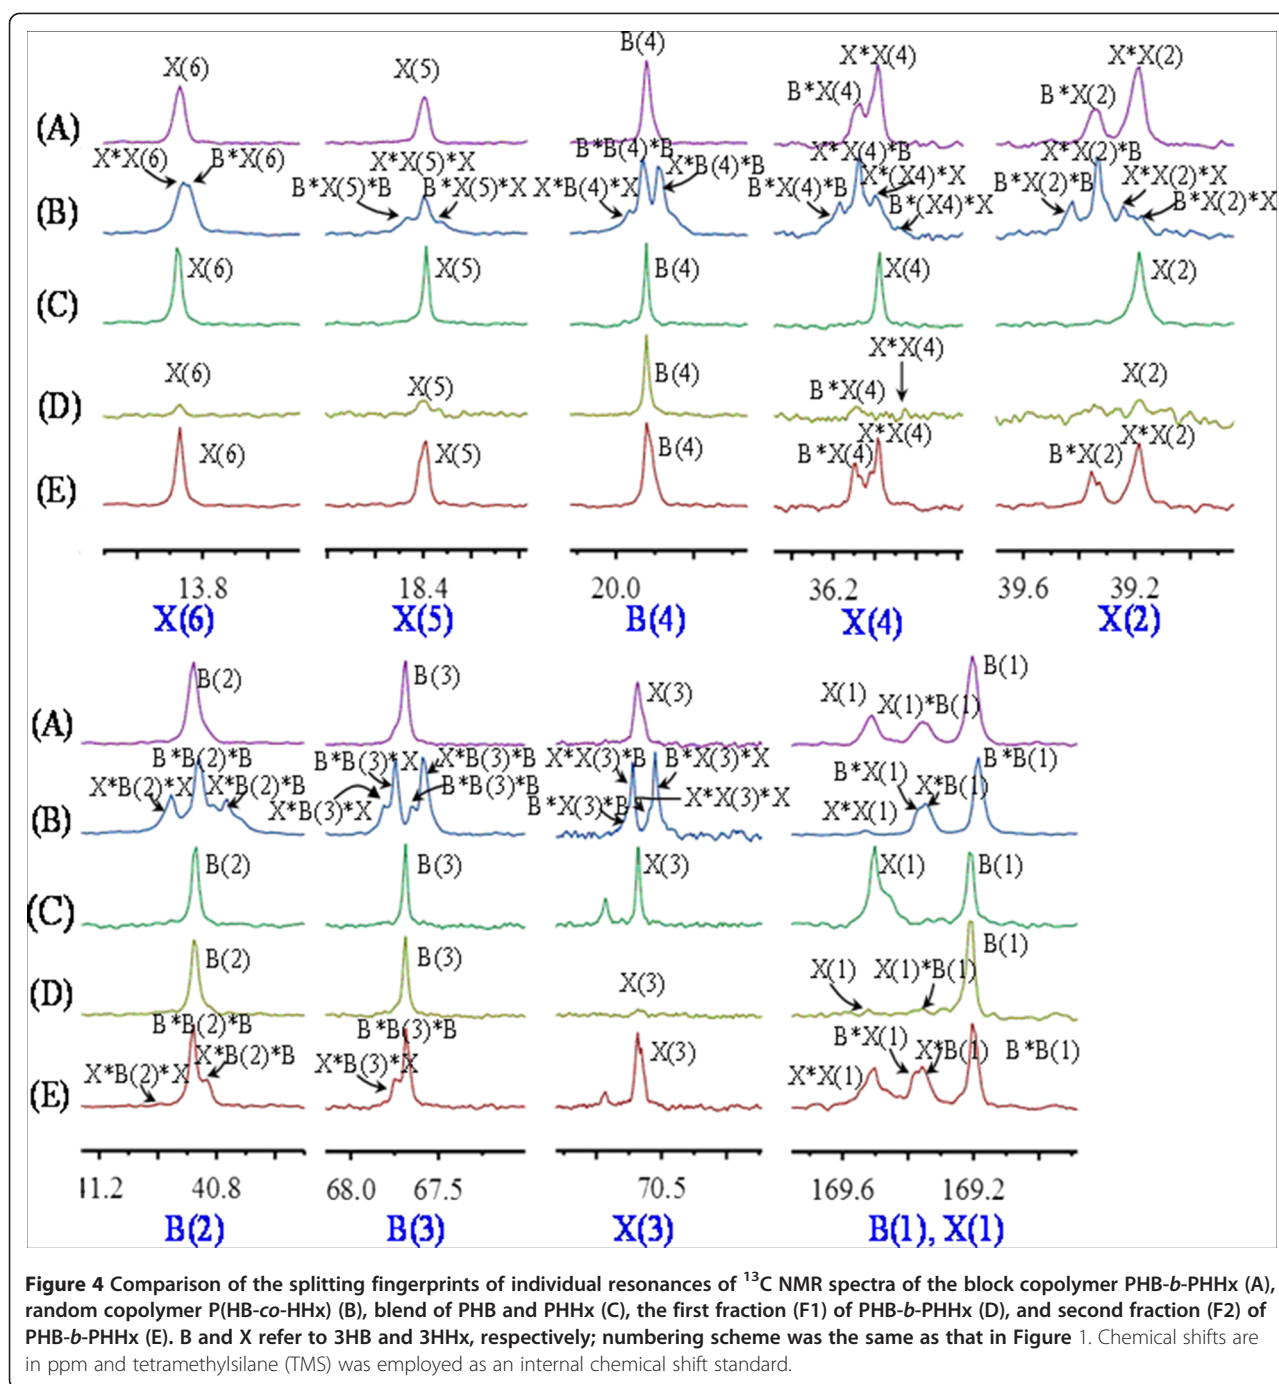 B(4)
X(6) X(5) X*X(4) X*X(2)
(A) B*X(4) B*X(2)
X*X(6) B*X(6) X*X(5)*X B*B(4)*B X*B(4)*B X*X(4)*B X*X(2)*B
(B) B*X(5)*B B*X(5)*X X*B(4)*X B*X(4)*B X*(X4)*X B*(X4)*X B*X(2)*B X*X(2)*X B*X(2)*X
(C) X(6) X(5) B(4) X(4) X(2)
X*X(4)
(D) X(6) X(5) B(4) B*X(4) X(2)
(E) X(6) X(5) B(4) B*X(4) X*X(4) B*X(2) X*X(2)
13.8 18.4 20.0 36.2 39.6 39.2
X(6) X(5) B(4) X(4) X(2)
(A) B(2) B(3) X(3) X(1) X(1)*B(1) B(1)
B*B(2)*B B*B(3)*X X*B(3)*B X*X(3)*B B*X(3)*X B*X(1) B*B(1)
(B) X*B(2)*X X*B(2)*B X*B(3)*X B*B(3)*B B*X(3)*B X*X(3)*X X*X(1) X*B(1)
(C) B(2) B(3) X(3) X(1) B(1)
(D) B(2) B(3) X(3) X(1) X(1)*B(1) B(1)
B*B(2)*B B*B(3)*B B*X(1)
(E) X*B(2)*X X*B(2)*B X*B(3)*X X(3) X*X(1) X*B(1) B*B(1)
11.2 40.8 68.0 67.5 70.5 169.6 169.2
B(2) B(3) X(3) B(1), X(1)
Figure 4 Comparison of the splitting fingerprints of individual resonances of 13C NMR spectra of the block copolymer PHB-b-PHHx (A),
random copolymer P(HB-co-HHx) (B), blend of PHB and PHHx (C), the first fraction (F1) of PHB-b-PHHx (D), and second fraction (F2) of
PHB-b-PHHx (E). B and X refer to 3HB and 3HHx, respectively; numbering scheme was the same as that in Figure 1. Chemical shifts are
in ppm and tetramethylsilane (TMS) was employed as an internal chemical shift standard.